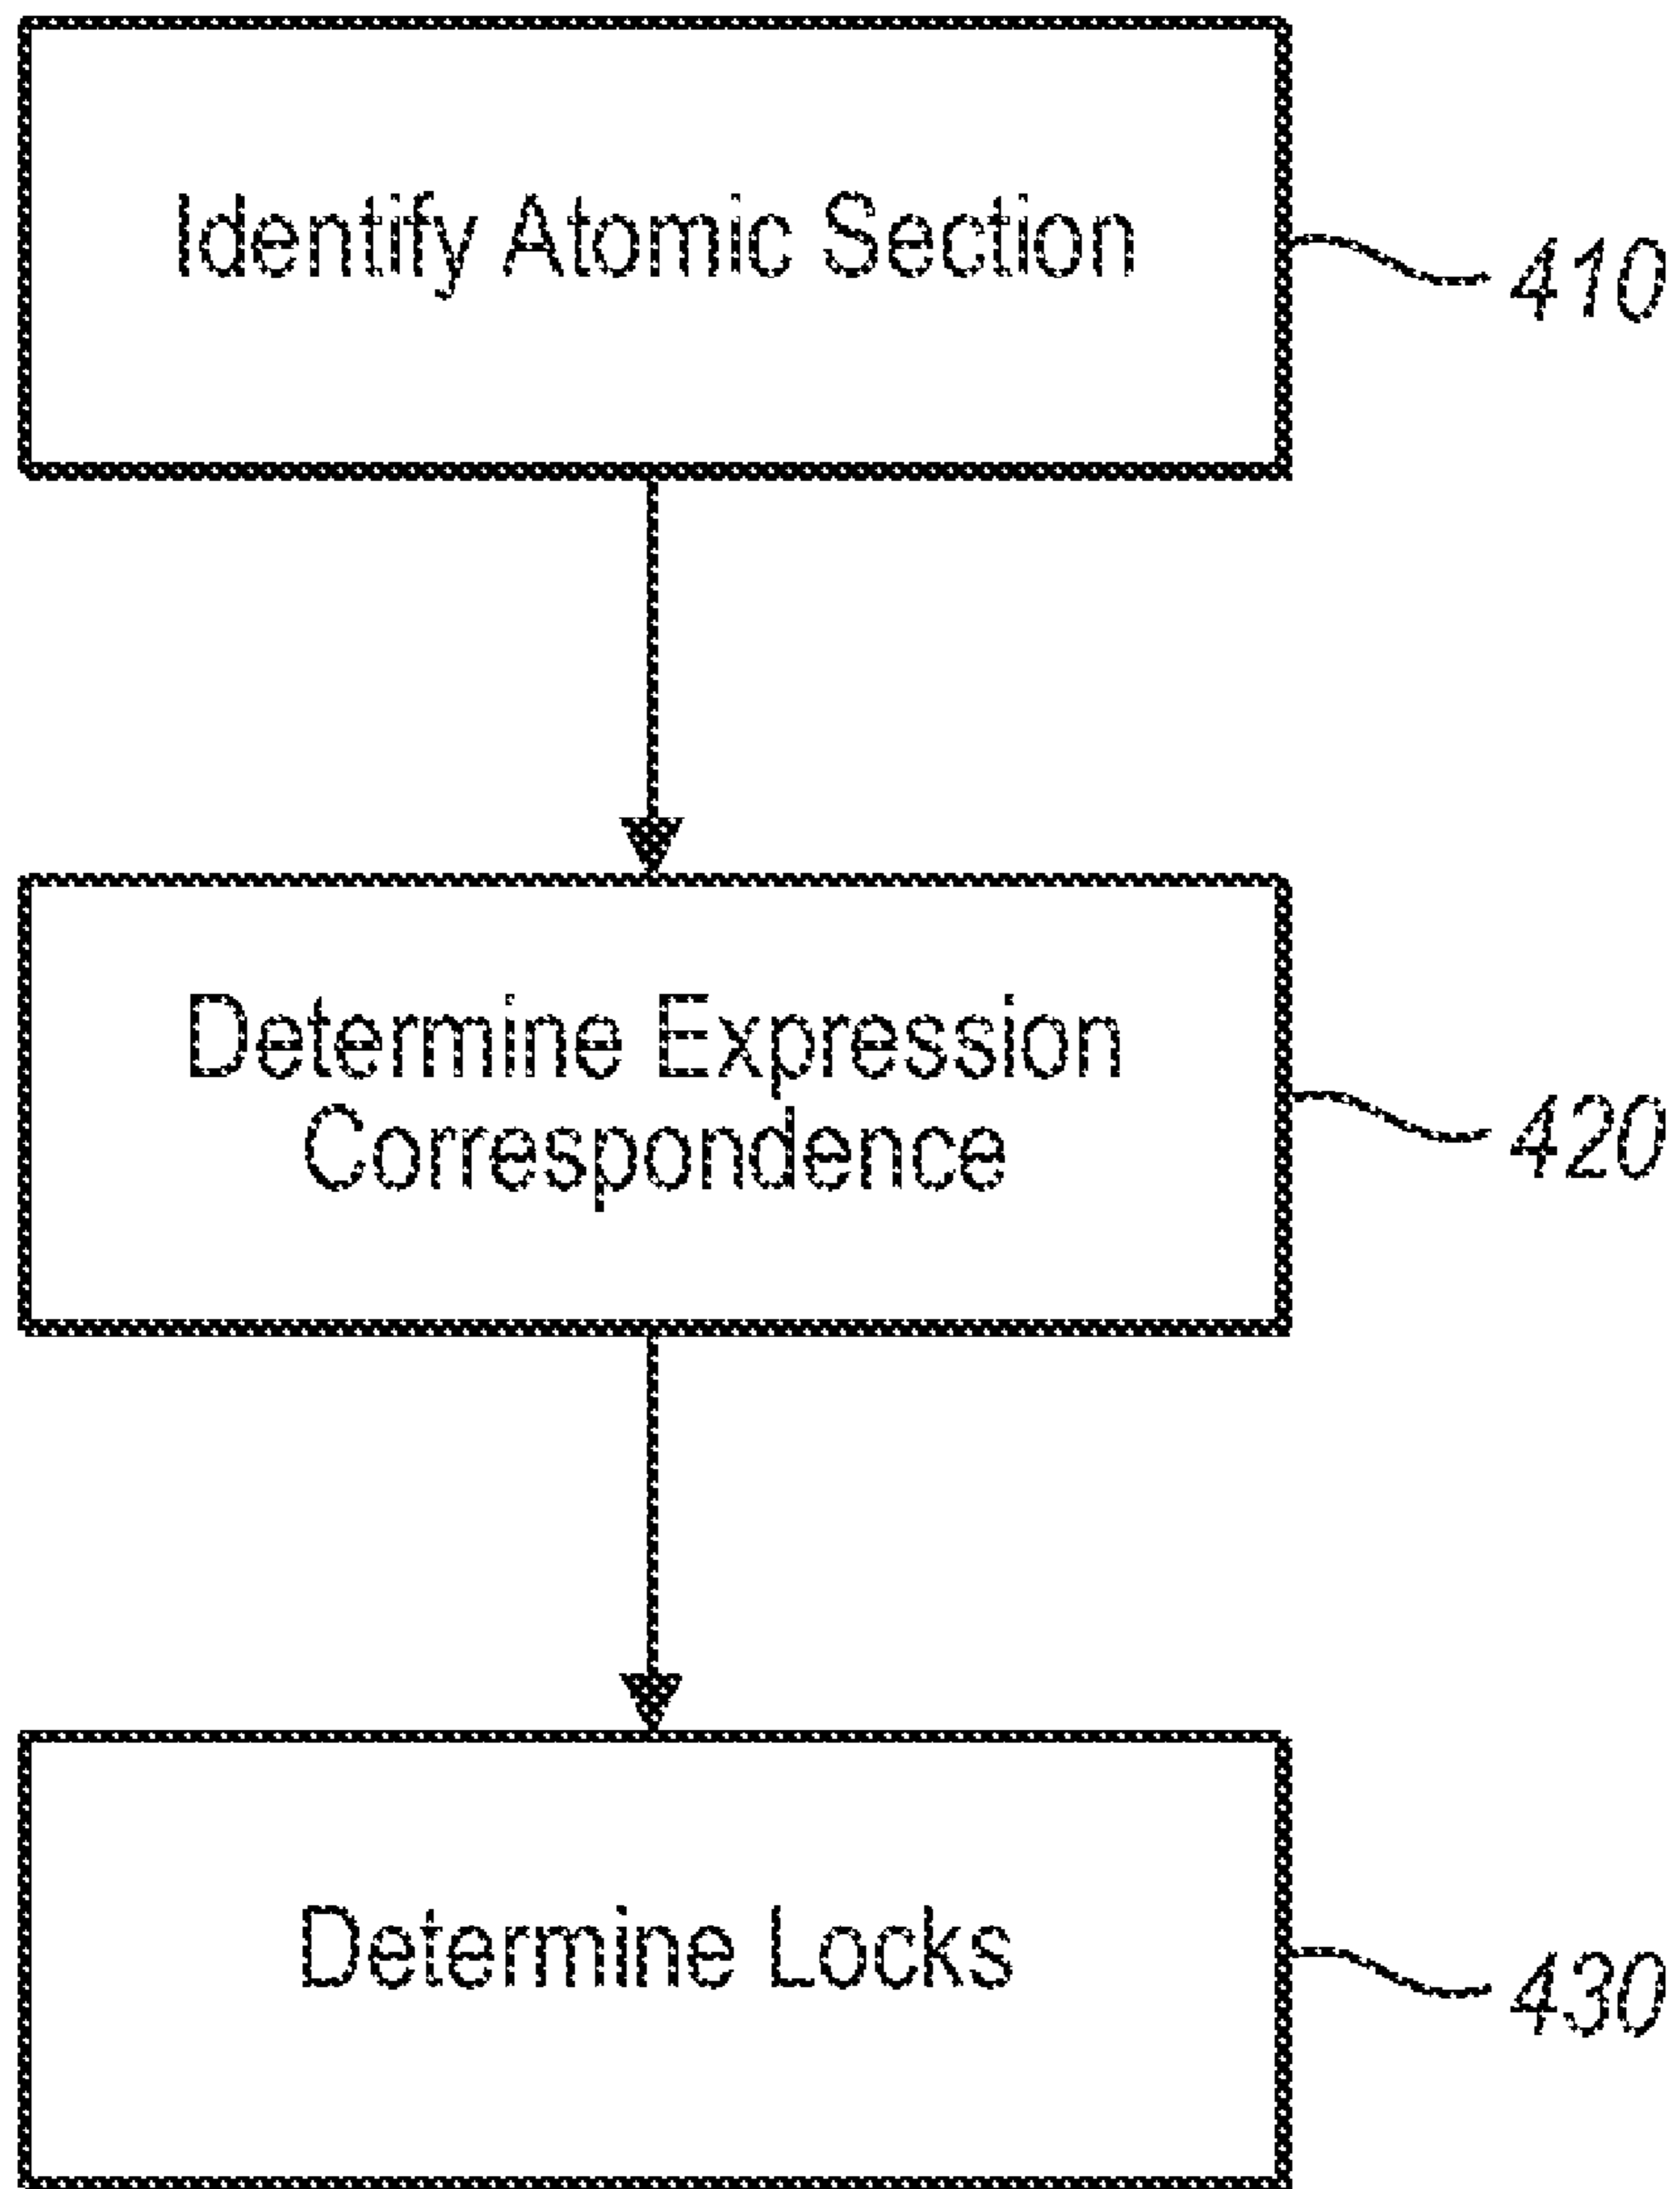 Identify Atomic Section
410
Determine Expression
Correspondence
420
Determine Locks
430